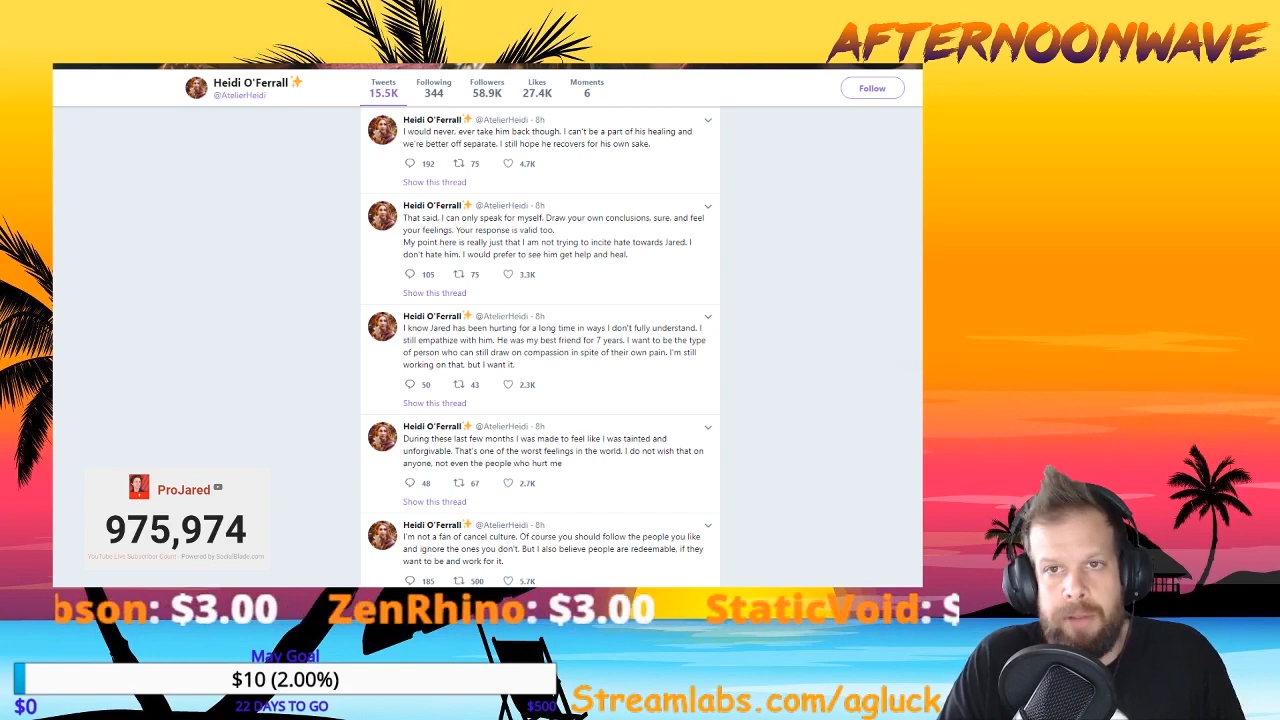 AFTERNOONWAVE
Heidi O'Ferrall✨
@AtelierHeidi
Tweets Following Followers Likes Moments
15.5K 344 58.9K 27.4K 6
Follow
Heidi O'Ferrall✨ @AtelierHeidi · 8h
I would never, ever take him back though. I can't be a part of his healing and
we're better off separate. I still hope he recovers for his own sake.
192 75 4.7K
Show this thread
Heidi O'Ferrall✨ @AtelierHeidi · 8h
That said, I can only speak for myself. Draw your own conclusions, sure, and feel
your feelings. Your response is valid too.
My point here is really just that I am not trying to incite hate towards Jared. I
don't hate him. I would prefer to see him get help and heal.
105 75 3.3K
Show this thread
Heidi O'Ferrall✨ @AtelierHeidi · 8h
I know Jared has been hurting for a long time in ways I don't fully understand. I
still empathize with him. He was my best friend for 7 years. I want to be the type
of person who can still draw on compassion in spite of their own pain. I'm still
working on that, but I want it.
50 43 2.3K
Show this thread
Heidi O'Ferrall✨ @AtelierHeidi · 8h
During these last few months I was made to feel like I was tainted and
unforgivable. That's one of the worst feelings in the world. I do not wish that on
anyone, not even the people who hurt me
48 67 2.7K
Show this thread
Heidi O'Ferrall✨ @AtelierHeidi · 8h
I'm not a fan of cancel culture. Of course you should follow the people you like
and ignore the ones you don't. But I also believe people are redeemable, if they
want to be and work for it.
185 500 5.7K
ProJared
975,974
YouTube Live Subscriber Count - Powered by SocialBlade.com
bson: $3.00 ZenRhino: $3.00 StaticVoid: $
May Goal
$10 (2.00%)
$0 22 DAYS TO GO $500
Streamlabs.com/agluck